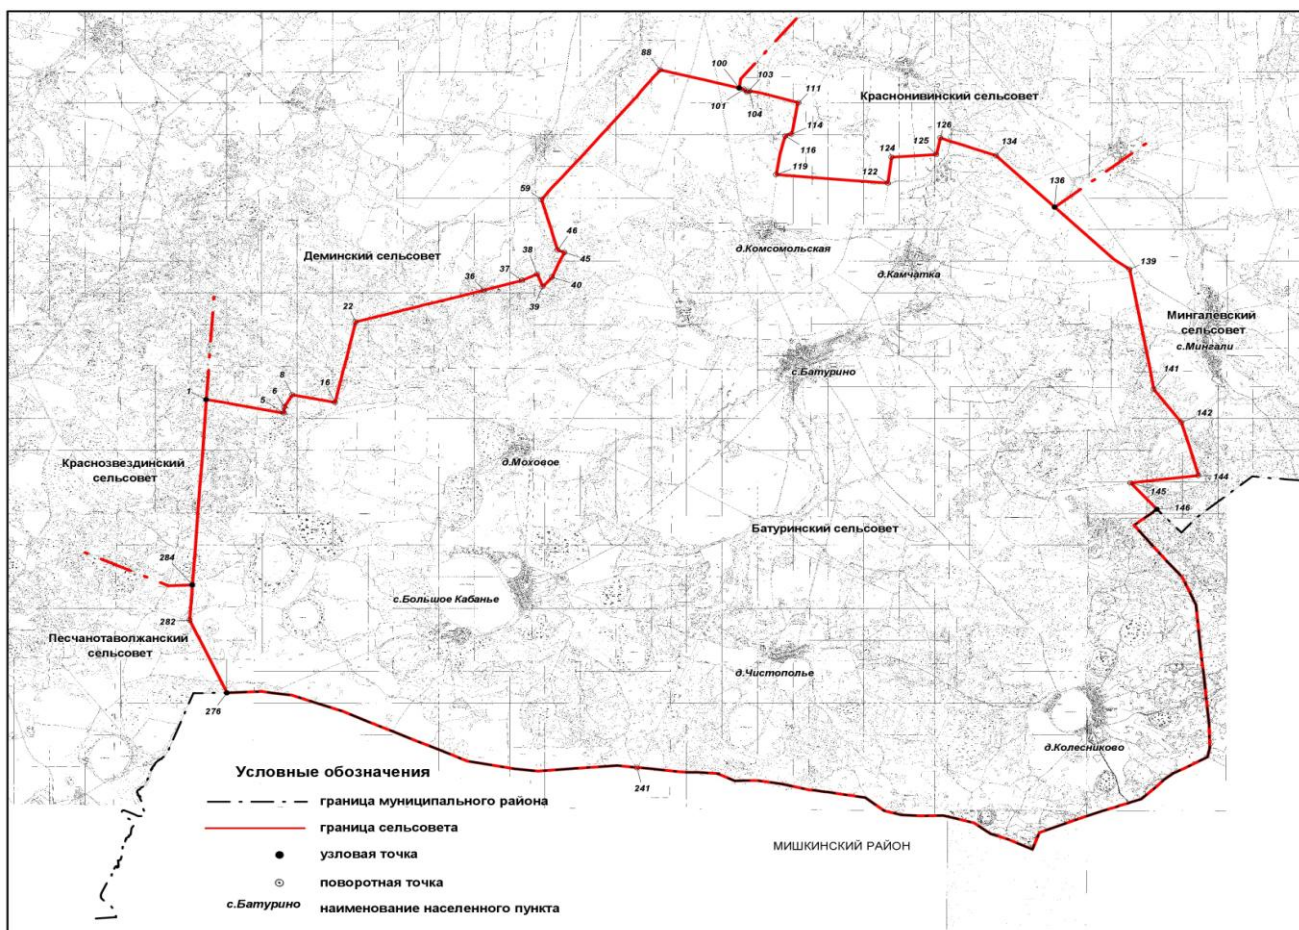 88
100
103
101
104
111
Краснонивинский сельсовет
114
116
126
125
124
134
119
122
136
59
46
45
д.Комсомольская
Деминский сельсовет
38
37
36
40
39
д.Камчатка
139
22
Мингалевский
сельсовет
с.Мингали
с.Батурино
8
6
5
16
1
141
142
Краснозвездинский
сельсовет
д.Моховое
144
145
146
Батуринский сельсовет
284
с.Большое Кабанье
282
Песчанотаволжанский
сельсовет
д.Чистополье
276
д.Колесниково
241
Условные обозначения
граница муниципального района
граница сельсовета
МИШКИНСКИЙ РАЙОН
узловая точка
поворотная точка
с.Батурино наименование населенного пункта